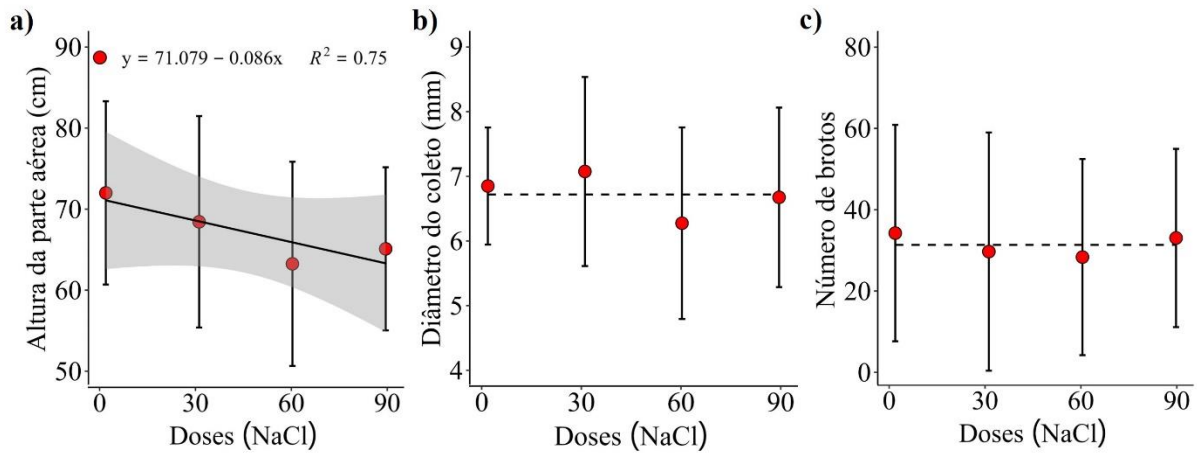 a)
y = 71.079 − 0.086x R² = 0.75
Altura da parte aérea (cm)
90
80
70
60
50
0 30 60 90
Doses (NaCl)
b)
Diâmetro do coleto (mm)
9
8
7
6
5
4
0 30 60 90
Doses (NaCl)
c)
Número de brotos
80
60
40
20
0
0 30 60 90
Doses (NaCl)